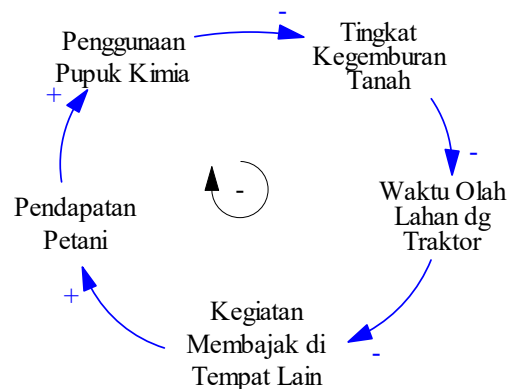 Penggunaan
Pupuk Kimia
-
Tingkat
Kegemburan
Tanah
-
Waktu Olah
Lahan dg
Traktor
-
Kegiatan
Membajak di
Tempat Lain
+
Pendapatan
Petani
+
-